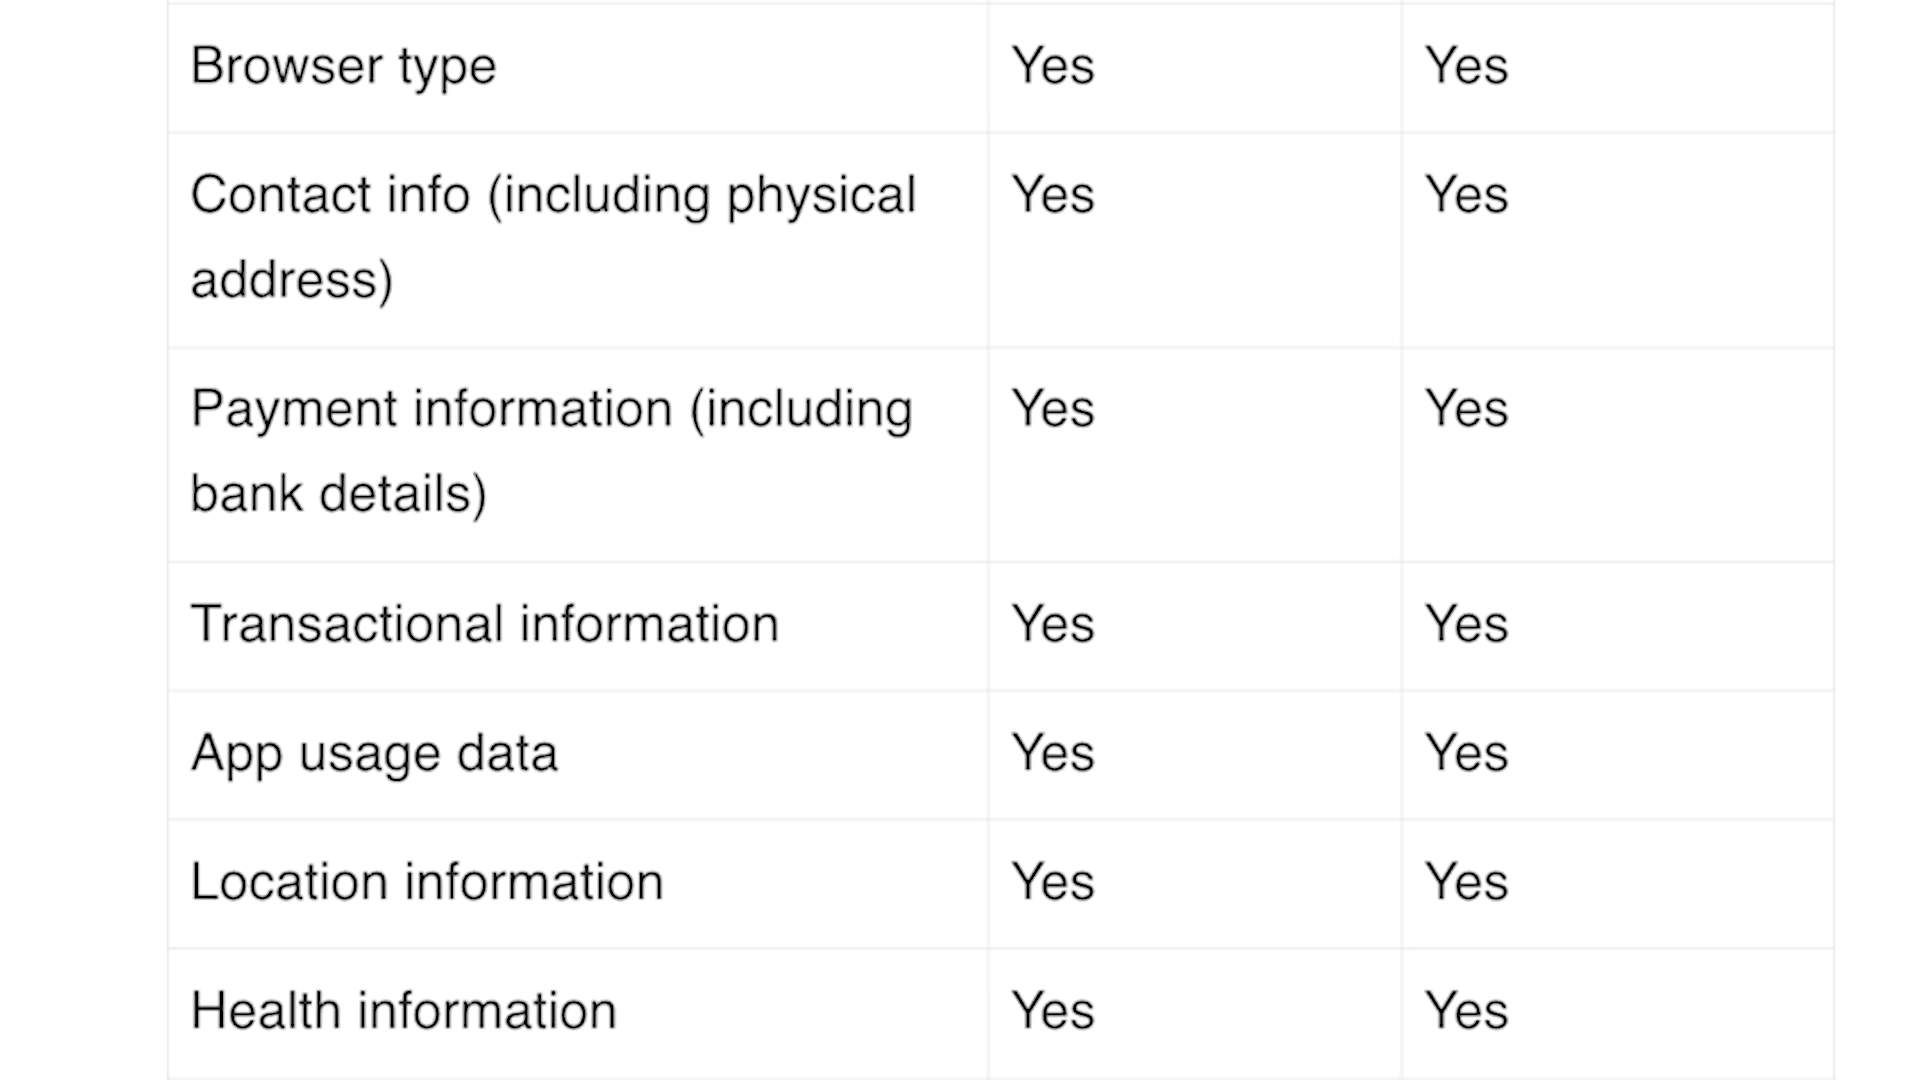 Browser type Yes Yes
Contact info (including physical Yes Yes
address)
Payment information (including Yes Yes
bank details)
Transactional information Yes Yes
App usage data Yes Yes
Location information Yes Yes
Health information Yes Yes